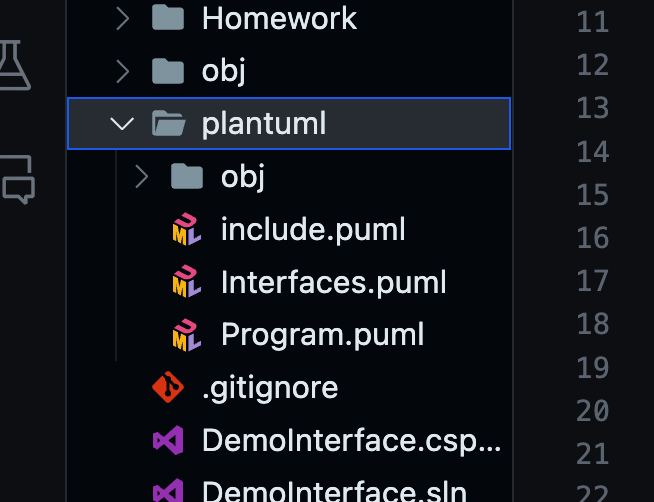 Homework
obj
plantuml
obj
include.puml
Interfaces.puml
Program.puml
.gitignore
DemoInterface.csp...
DemoInterface.sln
11
12
13
14
15
16
17
18
19
20
21
22